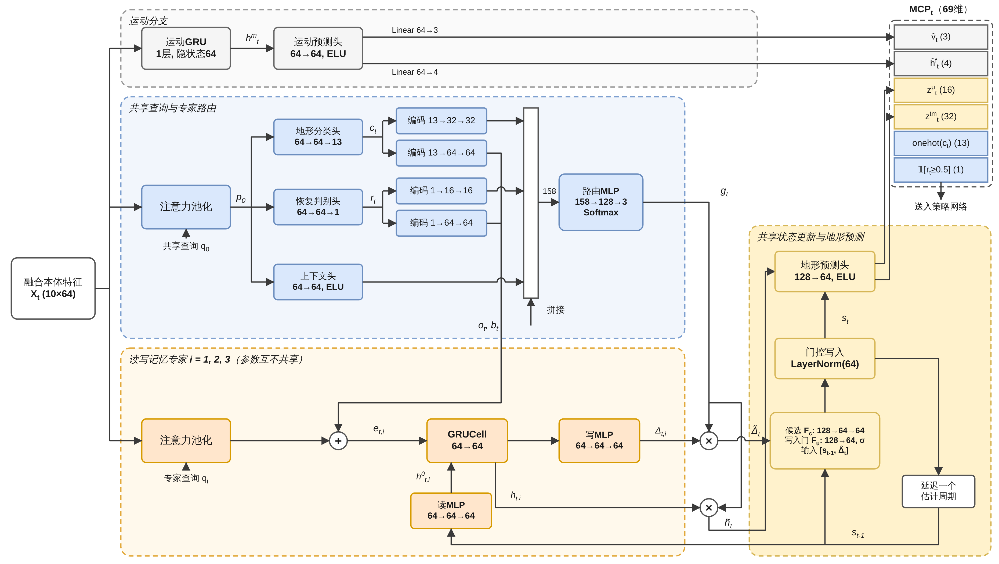 MCPt（69维）
运动分支
运动GRU
1层, 隐状态64
h^m_t
运动预测头
64→64, ELU
Linear 64→3
Linear 64→4
v̂t (3)
ĥ^f_t (4)
z^μ_t (16)
z^tm_t (32)
onehot(ct) (13)
𝟙[rt≥0.5] (1)
送入策略网络
共享查询与专家路由
地形分类头
64→64→13
ct
编码 13→32→32
编码 13→64→64
注意力池化
共享查询 q0
p0
恢复判别头
64→64→1
rt
编码 1→16→16
编码 1→64→64
上下文头
64→64, ELU
158
路由MLP
158→128→3
Softmax
gt
拼接
ot, bt
融合本体特征
Xt (10×64)
读写记忆专家 i = 1, 2, 3（参数互不共享）
注意力池化
专家查询 qi
+
et,i
GRUCell
64→64
写MLP
64→64→64
Δt,i
×
h^0_t,i
读MLP
64→64→64
ht,i
×
h̃t
Δ̃t
共享状态更新与地形预测
地形预测头
128→64, ELU
st
门控写入
LayerNorm(64)
候选 Fc: 128→64→64
写入门 Fu: 128→64, σ
输入 [st-1, Δ̃t]
延迟一个
估计周期
st-1